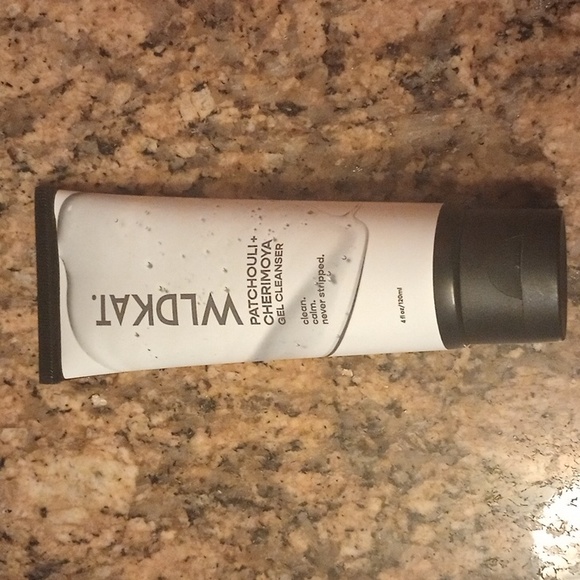 WLDKAT.
PATCHOULI +
CHERIMOYA
GEL CLEANSER
clean.
calm.
never stripped.
4 fl oz/120ml